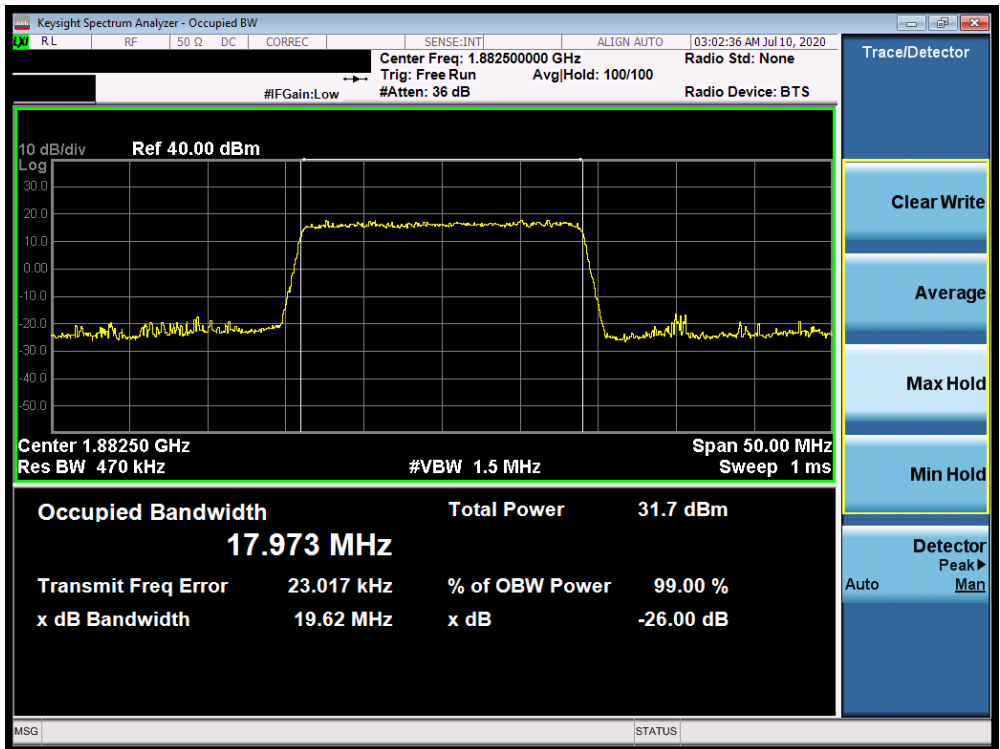 Keysight Spectrum Analyzer - Occupied BW
LXI RL RF 50 Ω DC CORREC SENSE:INT ALIGN AUTO 03:02:36 AM Jul 10, 2020
Center Freq: 1.882500000 GHz Radio Std: None
Trig: Free Run Avg|Hold: 100/100
#IFGain:Low #Atten: 36 dB Radio Device: BTS
10 dB/div Ref 40.00 dBm
Log
30.0
20.0
10.0
0.00
-10.0
-20.0
-30.0
-40.0
-50.0
Center 1.88250 GHz Span 50.00 MHz
Res BW 470 kHz #VBW 1.5 MHz Sweep 1 ms
Occupied Bandwidth Total Power 31.7 dBm
17.973 MHz
Transmit Freq Error 23.017 kHz % of OBW Power 99.00 %
x dB Bandwidth 19.62 MHz x dB -26.00 dB
Trace/Detector
Clear Write
Average
Max Hold
Min Hold
Detector
Peak▶
Auto Man
MSG STATUS